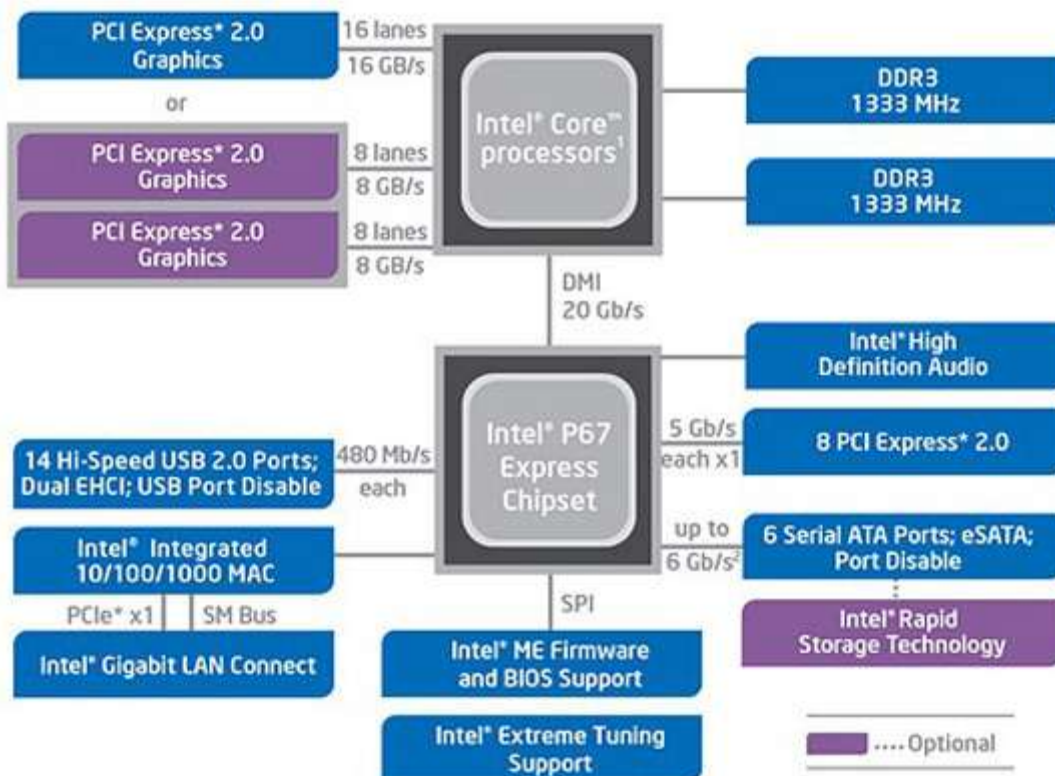 PCI Express* 2.0
Graphics
16 lanes
16 GB/s
or
PCI Express* 2.0
Graphics
8 lanes
8 GB/s
PCI Express* 2.0
Graphics
8 lanes
8 GB/s
Intel® Core™
processors¹
DDR3
1333 MHz
DDR3
1333 MHz
DMI
20 Gb/s
Intel® P67
Express
Chipset
Intel® High
Definition Audio
5 Gb/s
each x1
8 PCI Express* 2.0
14 Hi-Speed USB 2.0 Ports;
Dual EHCI; USB Port Disable
480 Mb/s
each
up to
6 Gb/s²
6 Serial ATA Ports; eSATA;
Port Disable
Intel® Integrated
10/100/1000 MAC
PCIe* x1
SM Bus
Intel® Gigabit LAN Connect
SPI
Intel® Rapid
Storage Technology
Intel® ME Firmware
and BIOS Support
Intel® Extreme Tuning
Support
....Optional